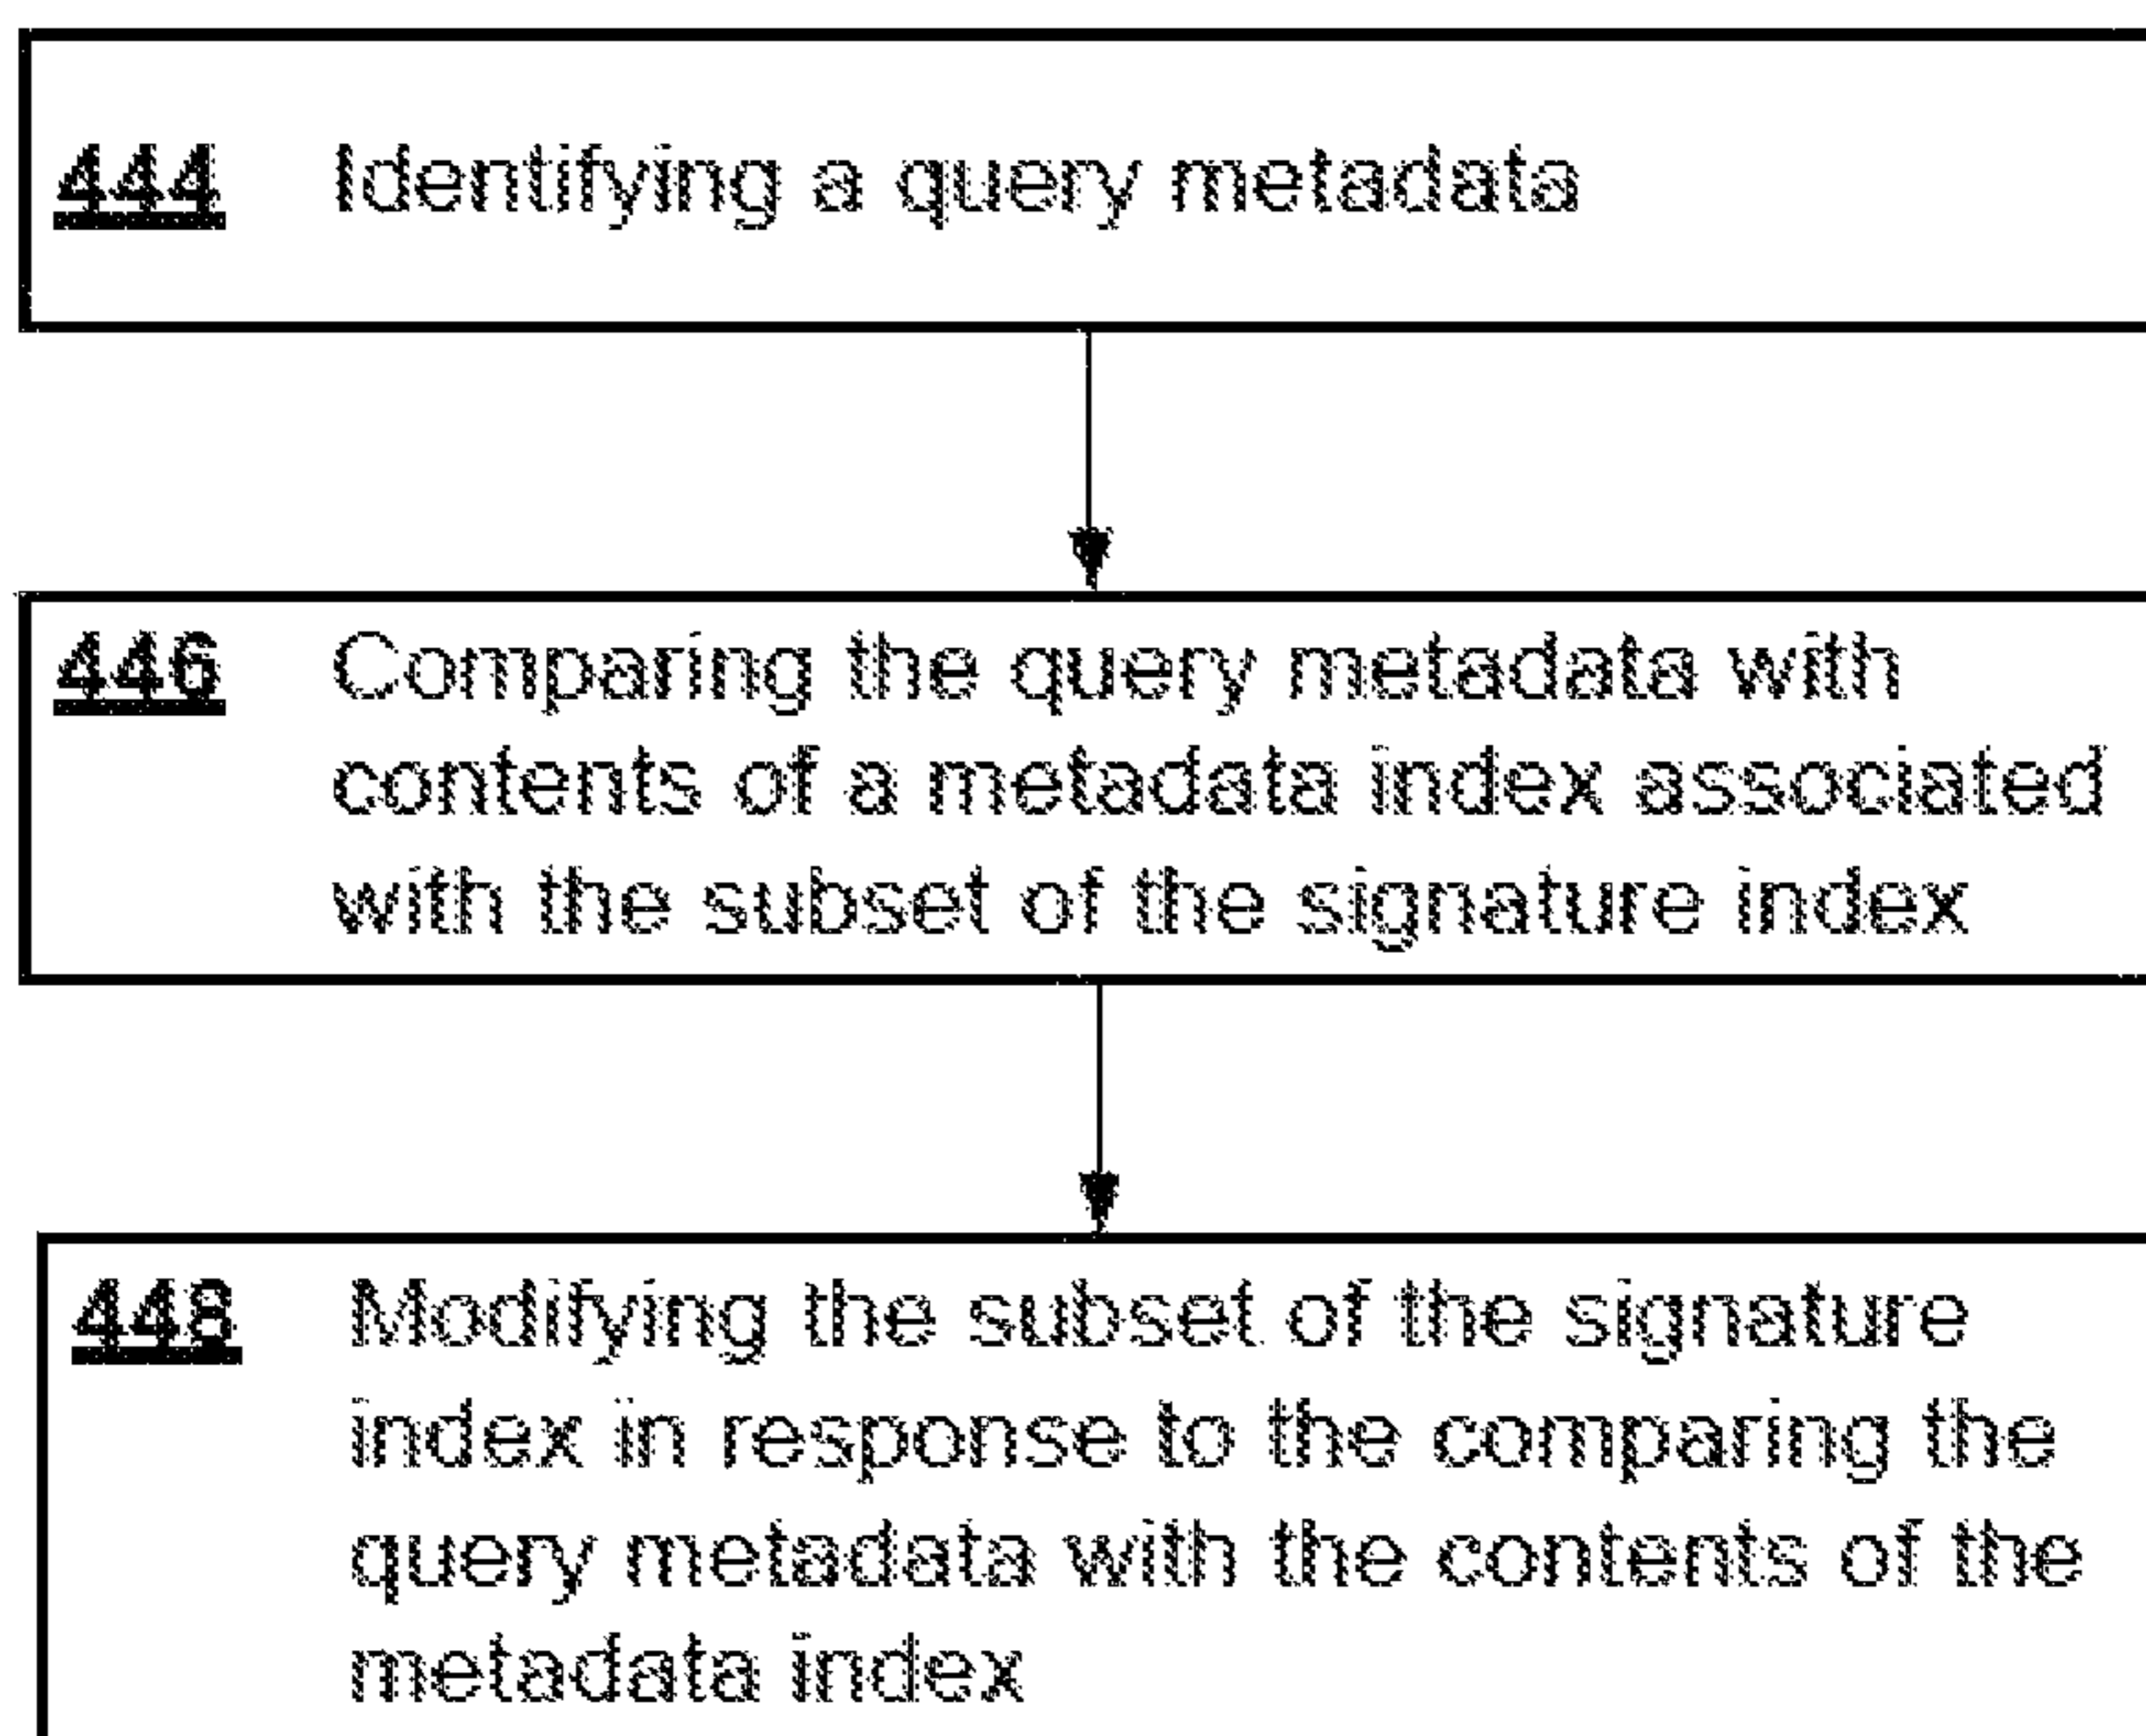 444 Identifying a query metadata
446 Comparing the query metadata with
contents of a metadata index associated
with the subset of the signature index
448 Modifying the subset of the signature
index in response to the comparing the
query metadata with the contents of the
metadata index